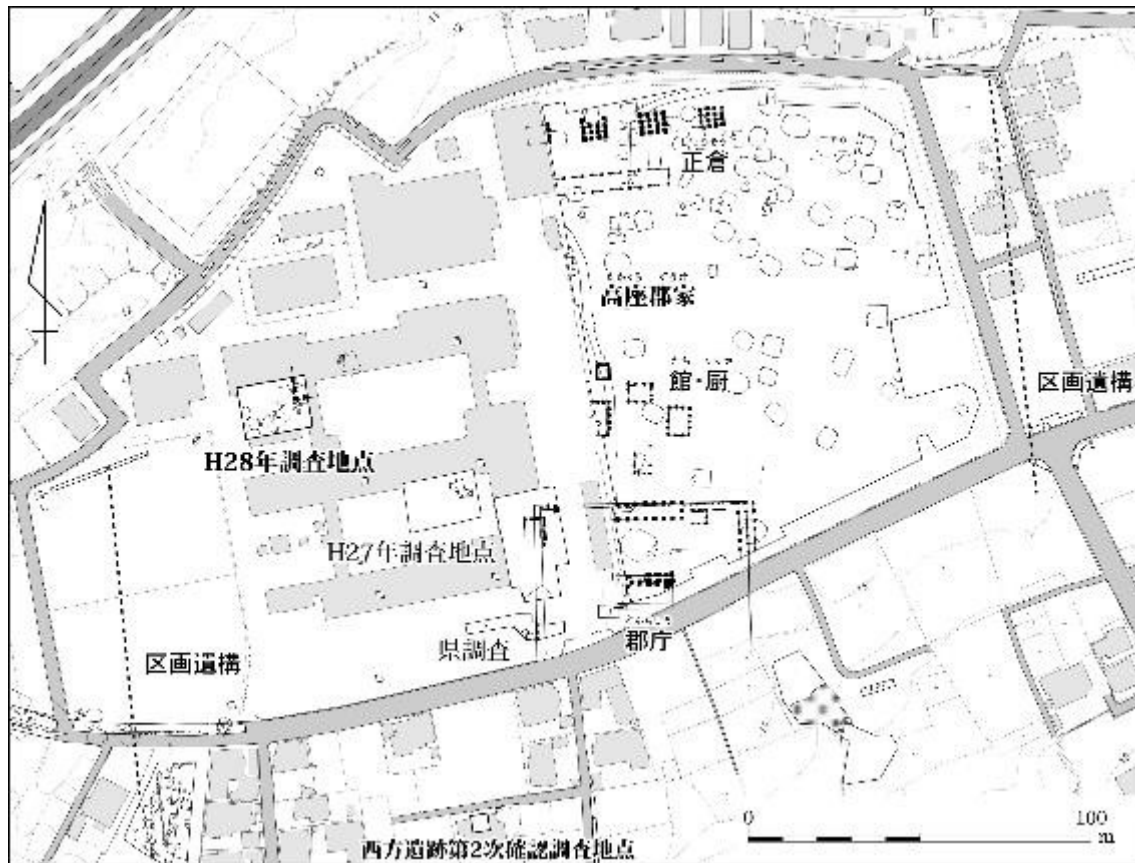 正倉
高座郡家
館・厨
区画遺構
H28年調査地点
H27年調査地点
県調査
郡庁
区画遺構
0 100
m
西方遺跡第2次確認調査地点